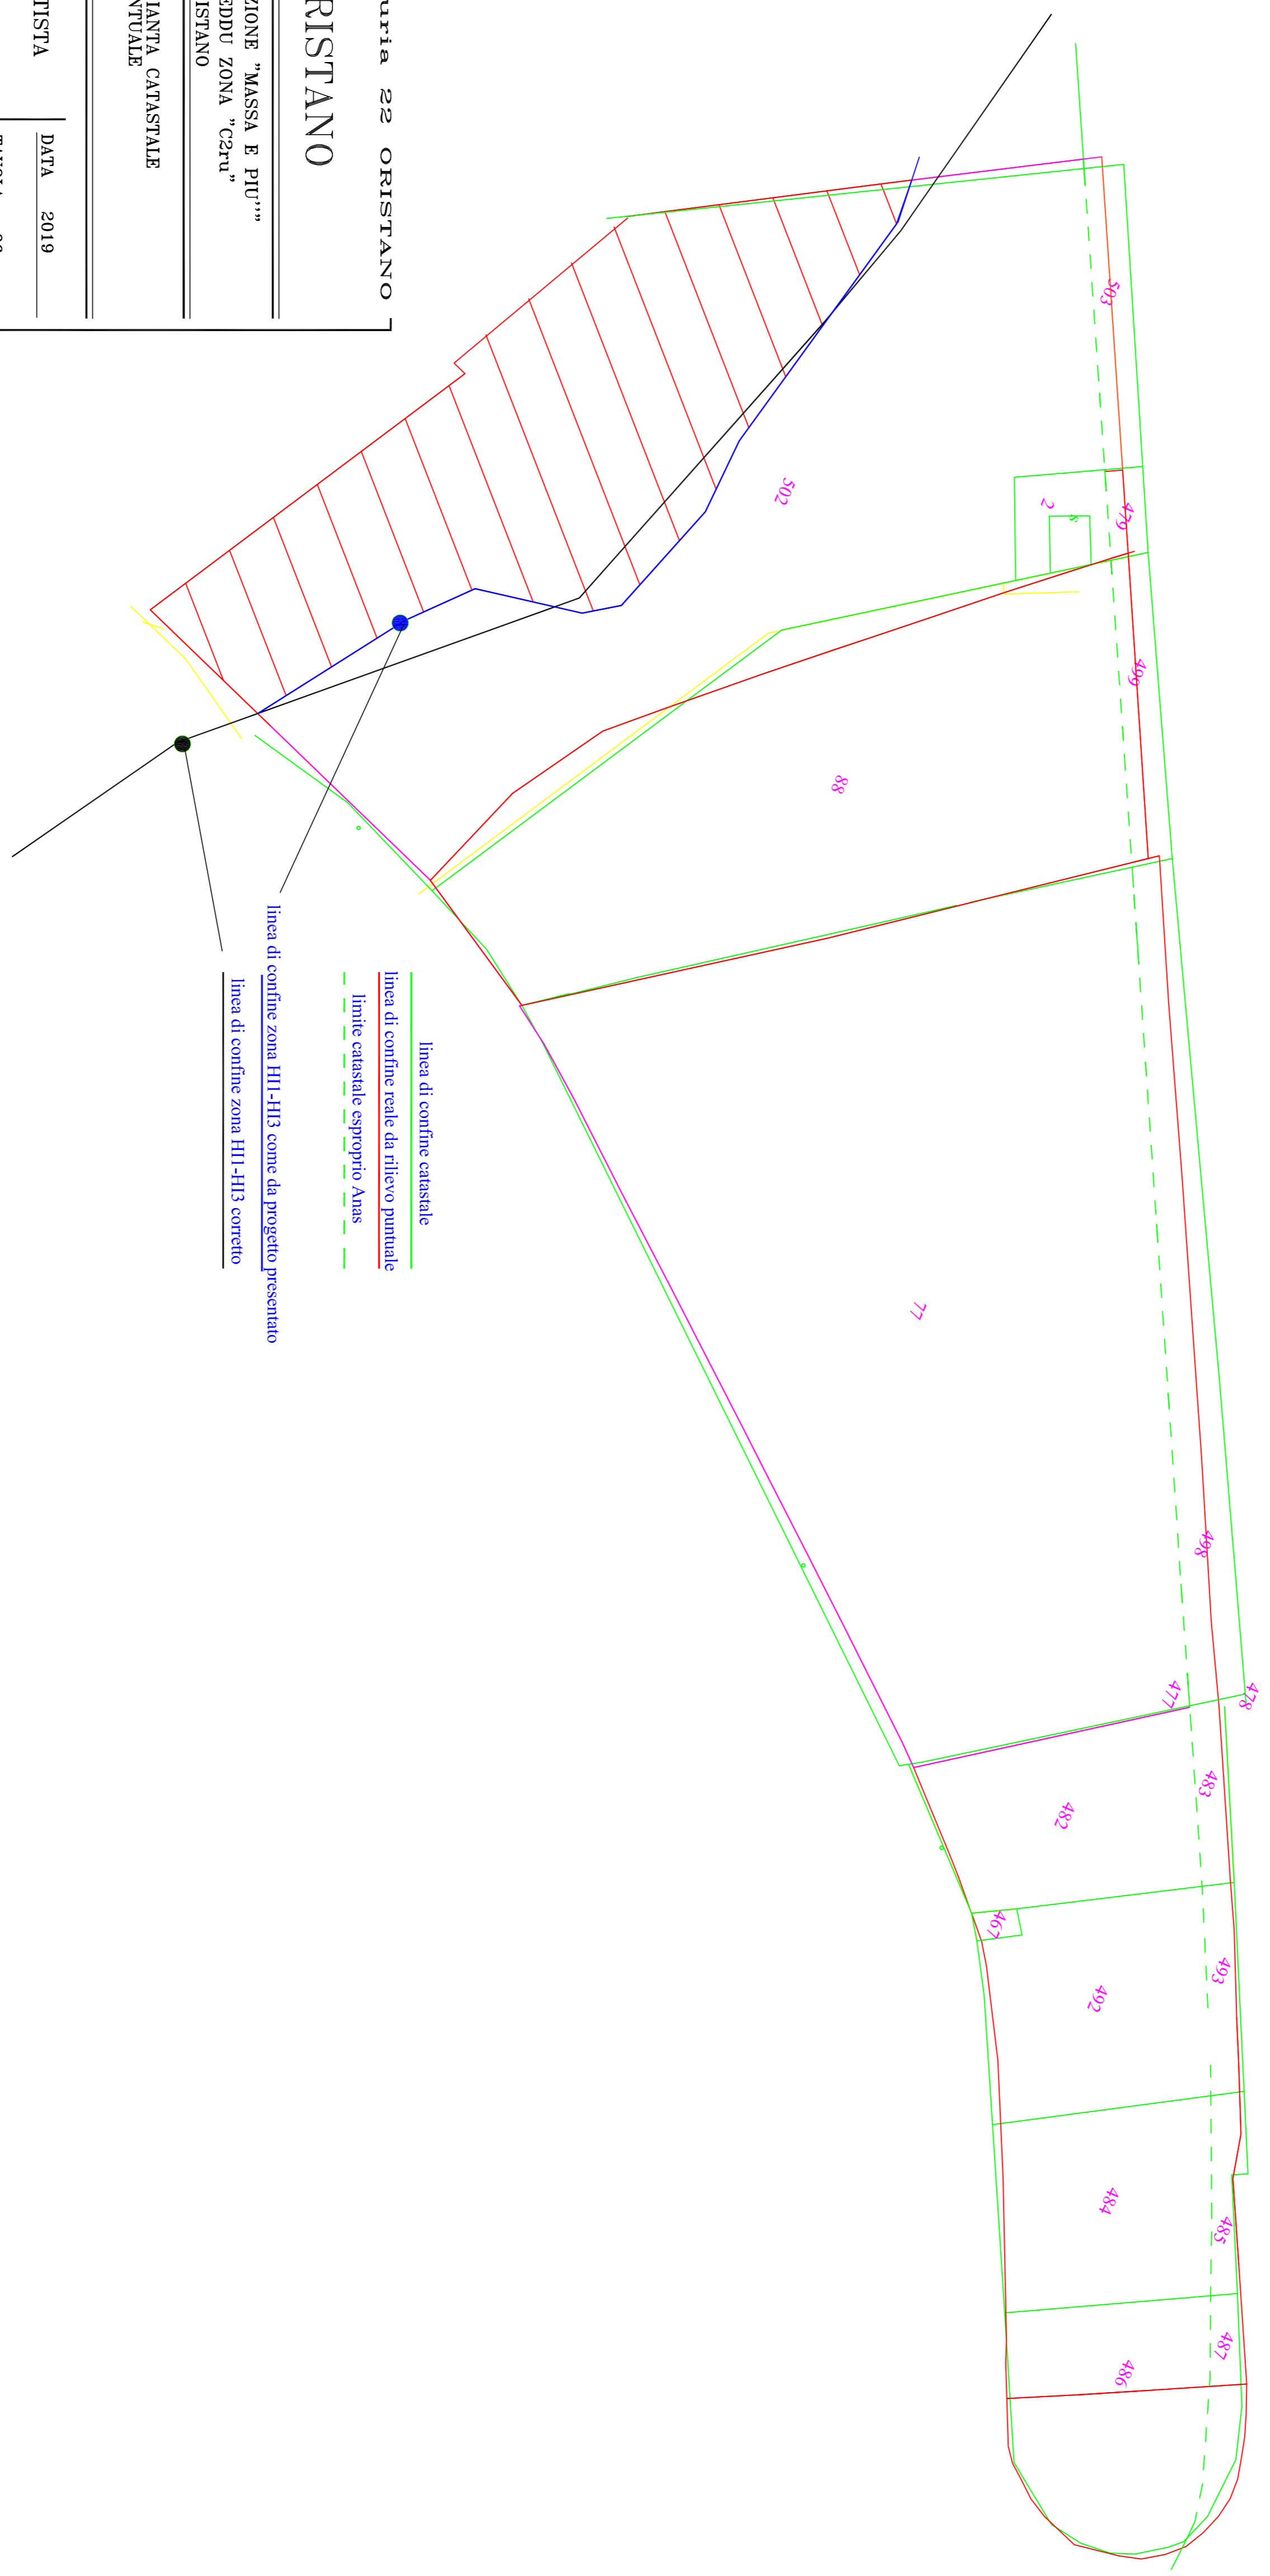 uria 22 ORISTANO
RISTANO
ZIONE "MASSA E PIU'"
EDDU ZONA "C2ru"
ISTANO
IANTA CATASTALE
NTUALE
TISTA
DATA 2019
linea di confine catastale
linea di confine reale da rilievo puntuale
limite catastale esproprio Anas
linea di confine zona HI1-HI3 come da progetto presentato
linea di confine zona HI1-HI3 corretto
503
502
2
8
479
499
88
77
498
477
478
483
482
467
493
492
484
485
487
486